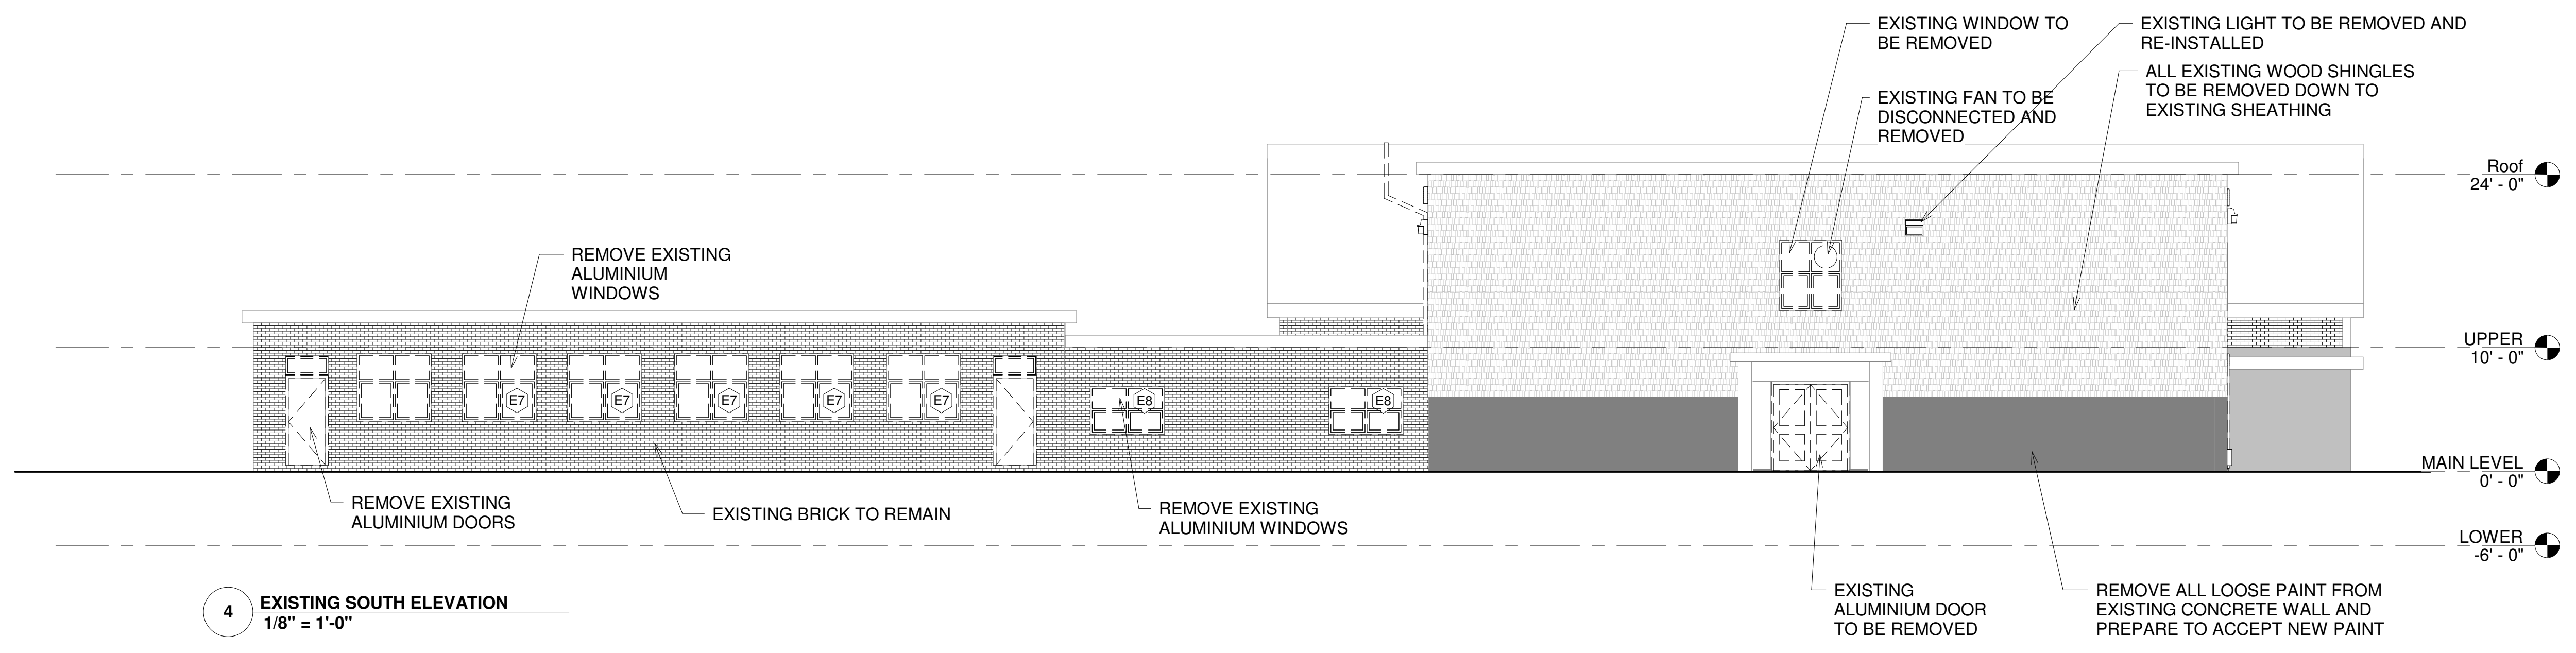 EXISTING WINDOW TO
BE REMOVED
EXISTING LIGHT TO BE REMOVED AND
RE-INSTALLED
ALL EXISTING WOOD SHINGLES
TO BE REMOVED DOWN TO
EXISTING SHEATHING
EXISTING FAN TO BE
DISCONNECTED AND
REMOVED
Roof
24' - 0"
REMOVE EXISTING
ALUMINIUM
WINDOWS
UPPER
10' - 0"
E7
E7
E7
E7
E7
E8
E8
MAIN LEVEL
0' - 0"
REMOVE EXISTING
ALUMINIUM DOORS
EXISTING BRICK TO REMAIN
REMOVE EXISTING
ALUMINIUM WINDOWS
LOWER
-6' - 0"
EXISTING
ALUMINIUM DOOR
TO BE REMOVED
REMOVE ALL LOOSE PAINT FROM
EXISTING CONCRETE WALL AND
PREPARE TO ACCEPT NEW PAINT
4
EXISTING SOUTH ELEVATION
1/8" = 1'-0"